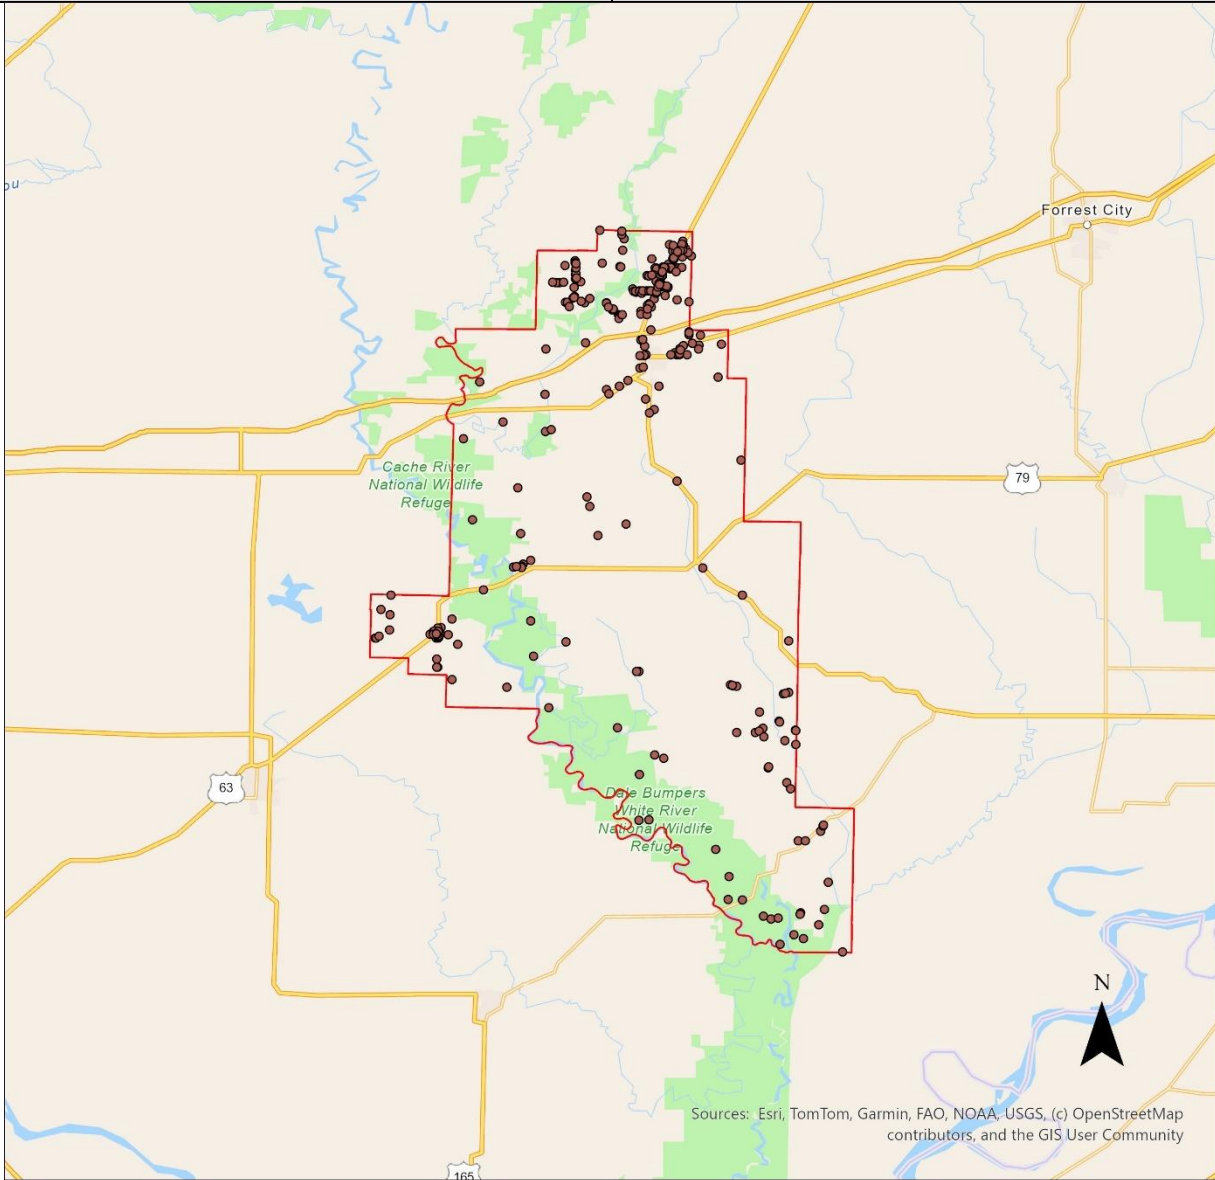 ou
Forrest City
Cache River
National Wildlife
Refuge
79
63
Dale Bumpers
White River
National Wildlife
Refuge
N
Sources: Esri, TomTom, Garmin, FAO, NOAA, USGS, (c) OpenStreetMap
contributors, and the GIS User Community
165